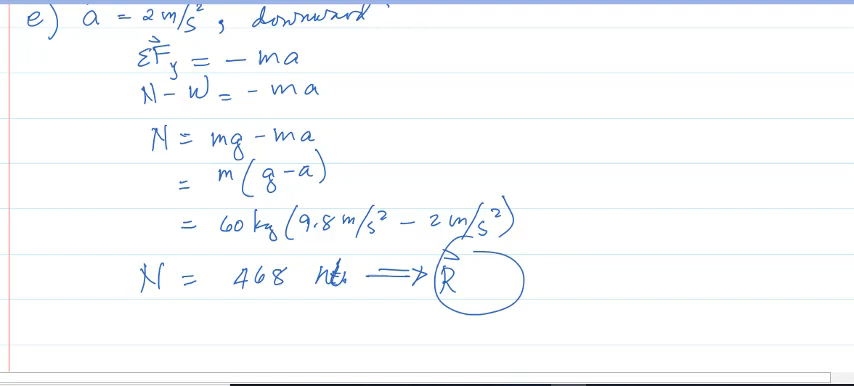 e) a = 2 m/s², downward
ΣF⃗y = - ma
N - W = - ma
N = mg - ma
= m(g - a)
= 60 kg (9.8 m/s² - 2 m/s²)
N = 468 nt. ⟹ R⃗